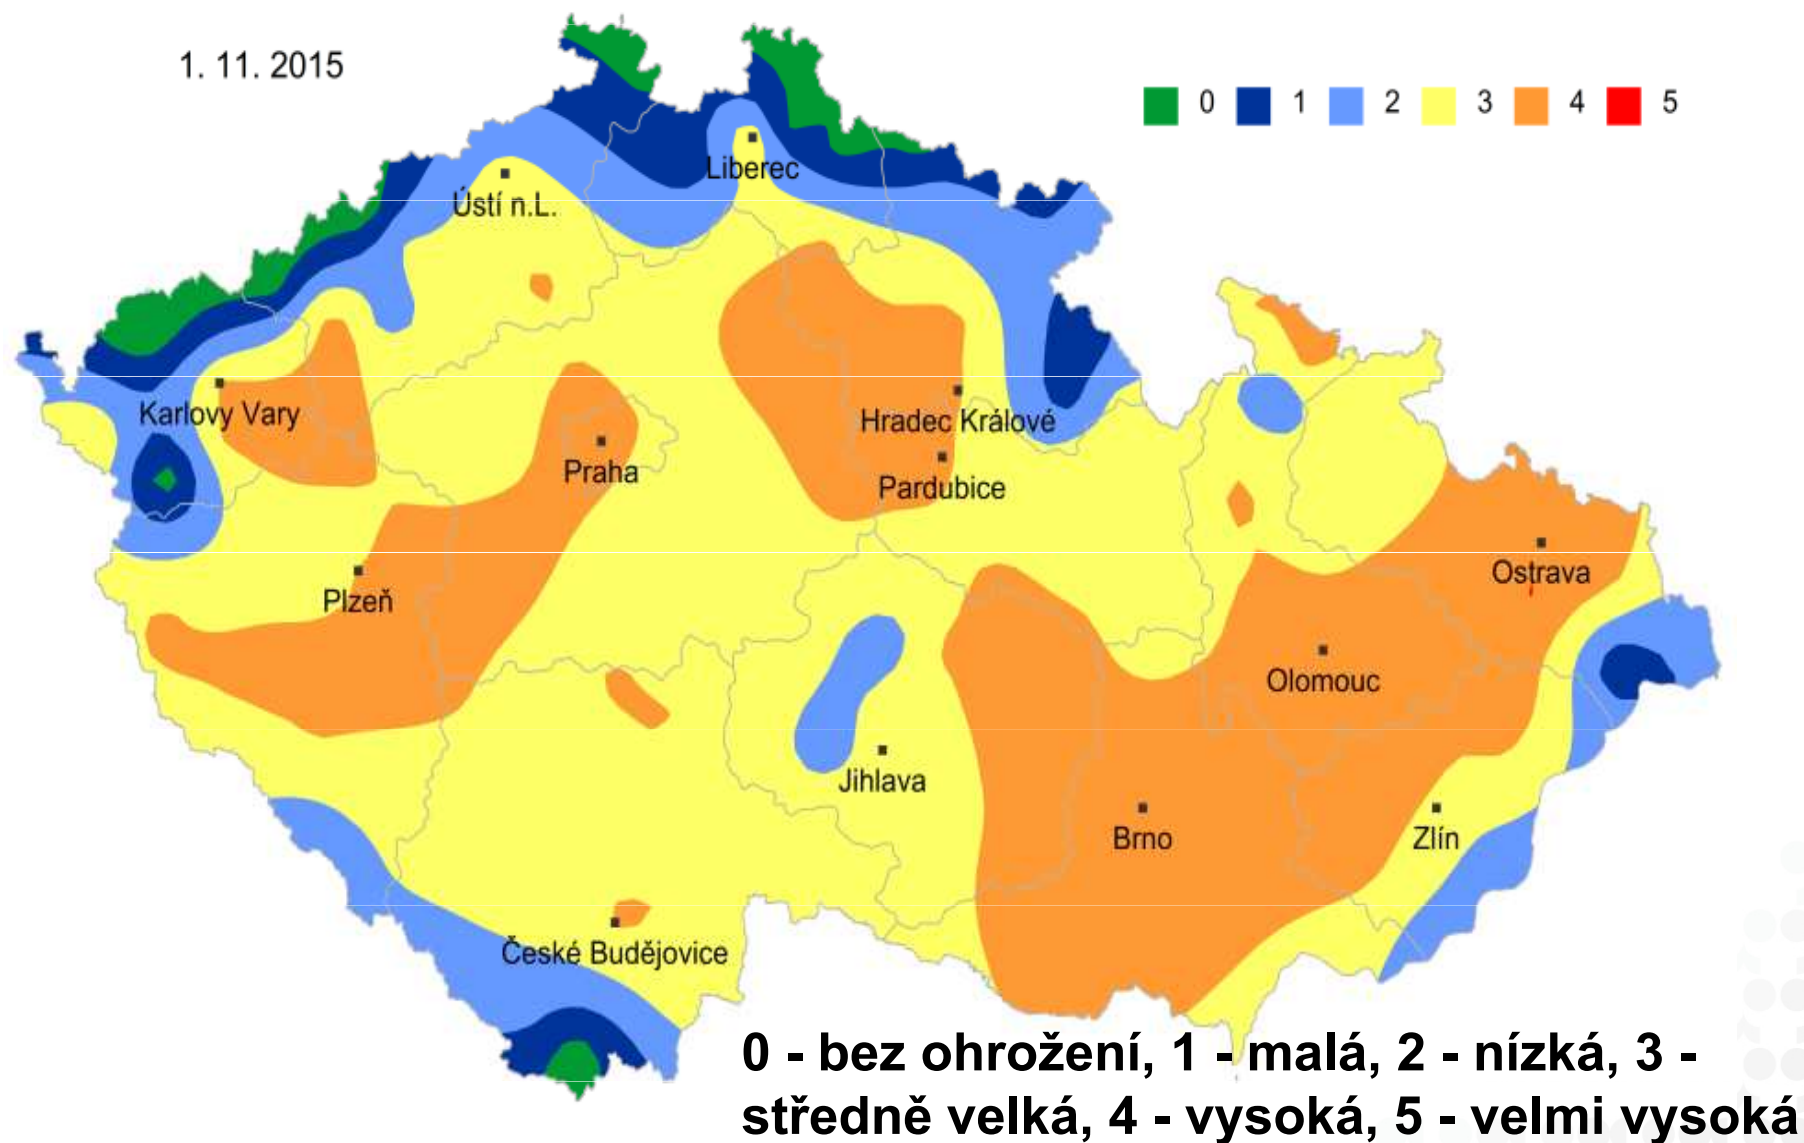 1. 11. 2015
0 1 2 3 4 5
Liberec
Ústí n.L.
Karlovy Vary
Hradec Králové
Praha
Pardubice
Ostrava
Plzeň
Olomouc
Jihlava
Brno
Zlín
České Budějovice
0 - bez ohrožení, 1 - malá, 2 - nízká, 3 -
středně velká, 4 - vysoká, 5 - velmi vysoká